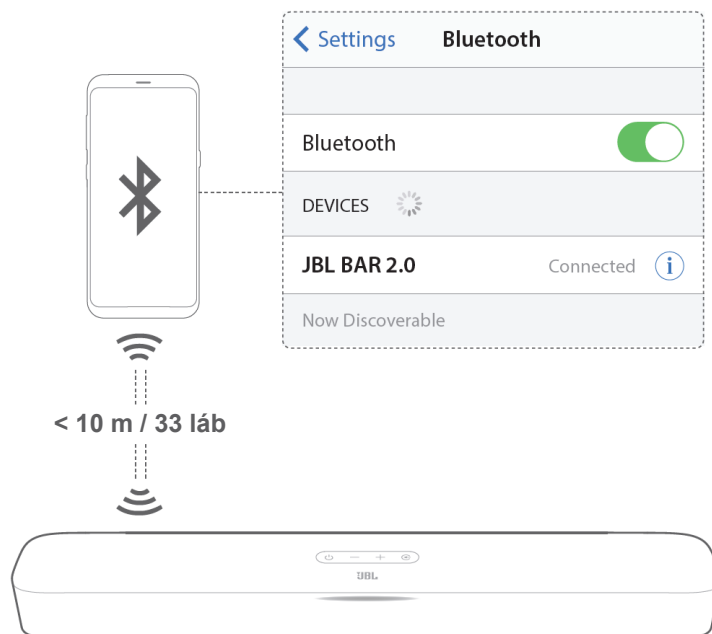 Settings Bluetooth
Bluetooth
DEVICES
JBL BAR 2.0 Connected i
Now Discoverable
< 10 m / 33 láb
JBL